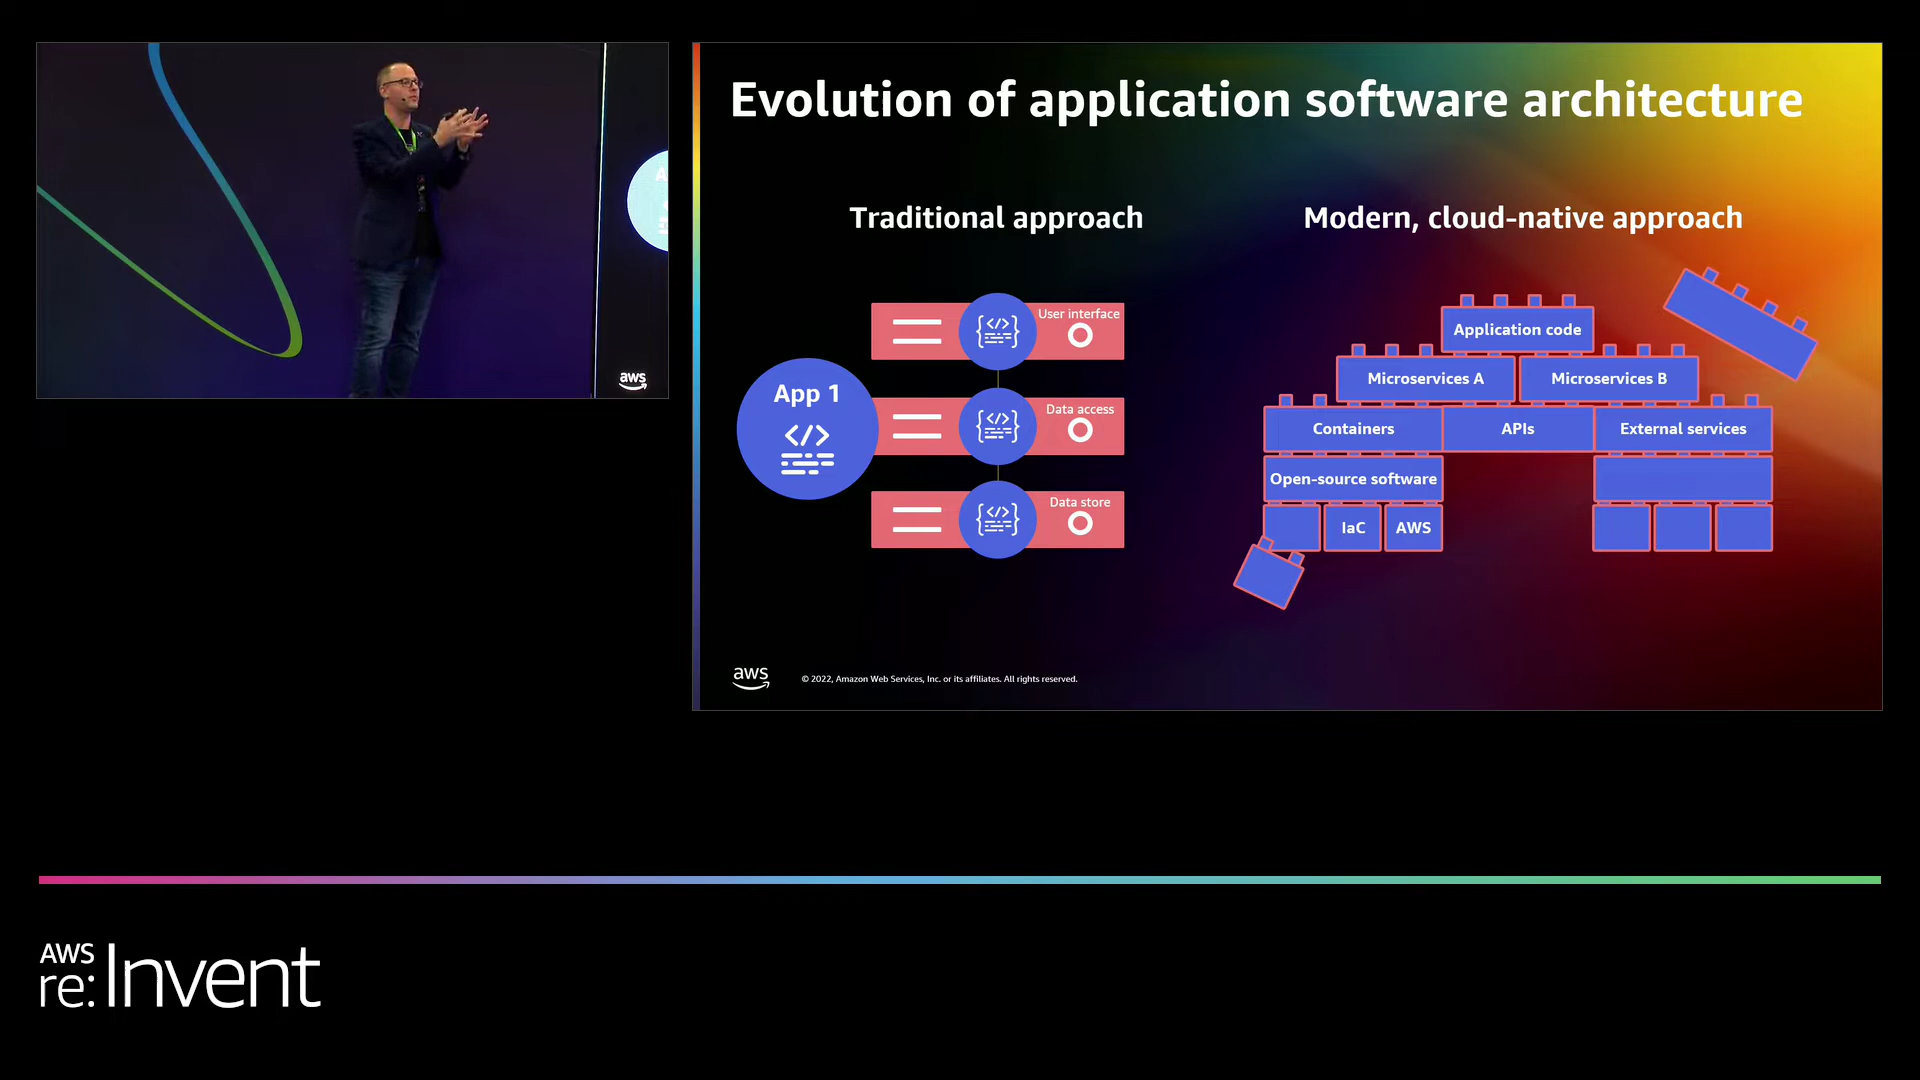 Evolution of application software architecture
Traditional approach
App 1
</>
User interface
{</>}
Data access
{</>}
Data store
{</>}
Modern, cloud-native approach
Application code
Microservices A
Microservices B
Containers
APIs
External services
Open-source software
IaC
AWS
aws
© 2022, Amazon Web Services, Inc. or its affiliates. All rights reserved.
aws
AWS
re:Invent